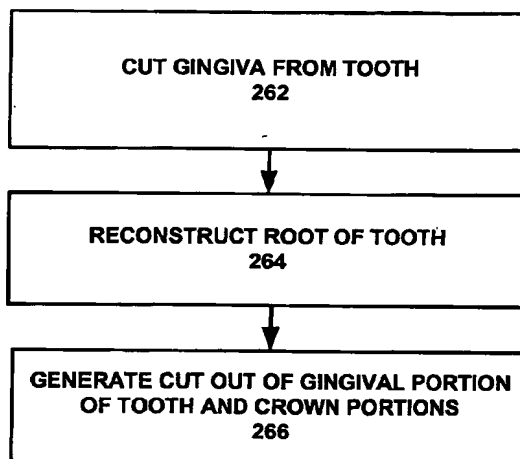 CUT GINGIVA FROM TOOTH
262
RECONSTRUCT ROOT OF TOOTH
264
GENERATE CUT OUT OF GINGIVAL PORTION
OF TOOTH AND CROWN PORTIONS
266